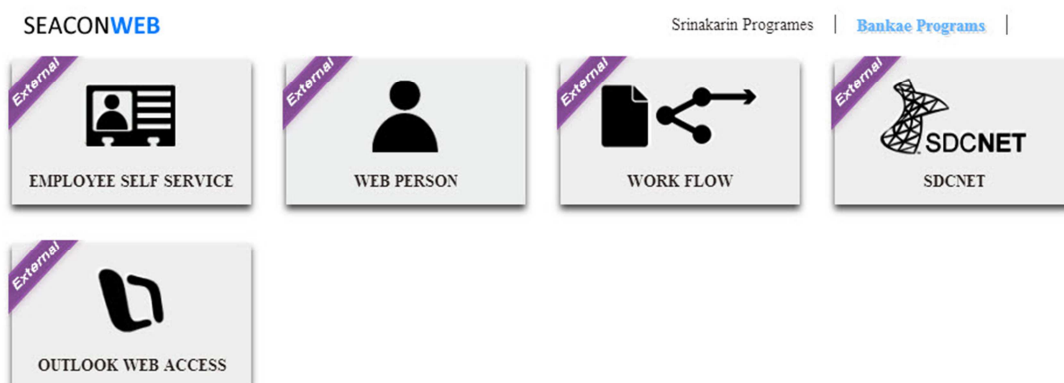 SEACONWEB
Srinakarin Programes | Bankae Programs |
External
External
External
External
SDCNET
EMPLOYEE SELF SERVICE
WEB PERSON
WORK FLOW
SDCNET
External
OUTLOOK WEB ACCESS